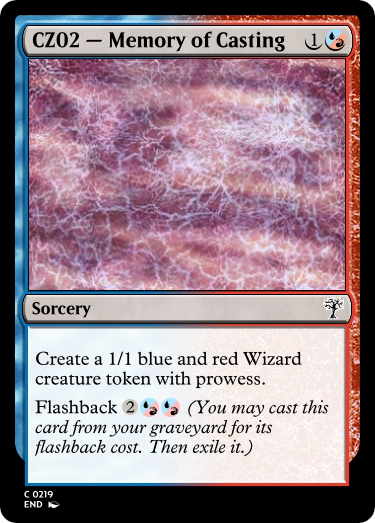 CZ02 — Memory of Casting 1
Sorcery
Create a 1/1 blue and red Wizard
creature token with prowess.
Flashback 2 (You may cast this
card from your graveyard for its
flashback cost. Then exile it.)
C 0219
END